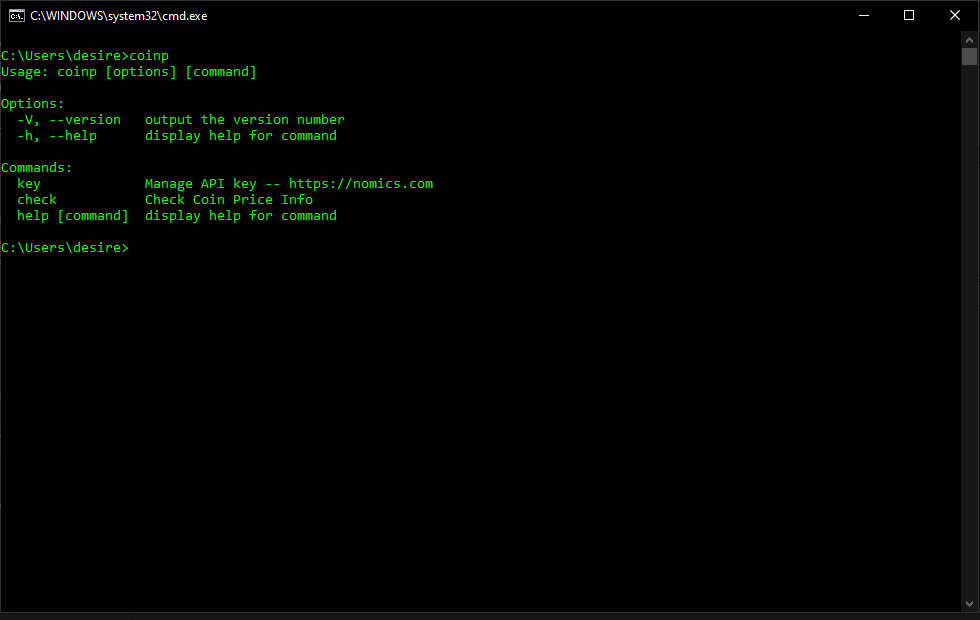 C:\WINDOWS\system32\cmd.exe
C:\Users\desire>coinp
Usage: coinp [options] [command]
Options:
-V, --version output the version number
-h, --help display help for command
Commands:
key Manage API key -- https://nomics.com
check Check Coin Price Info
help [command] display help for command
C:\Users\desire>